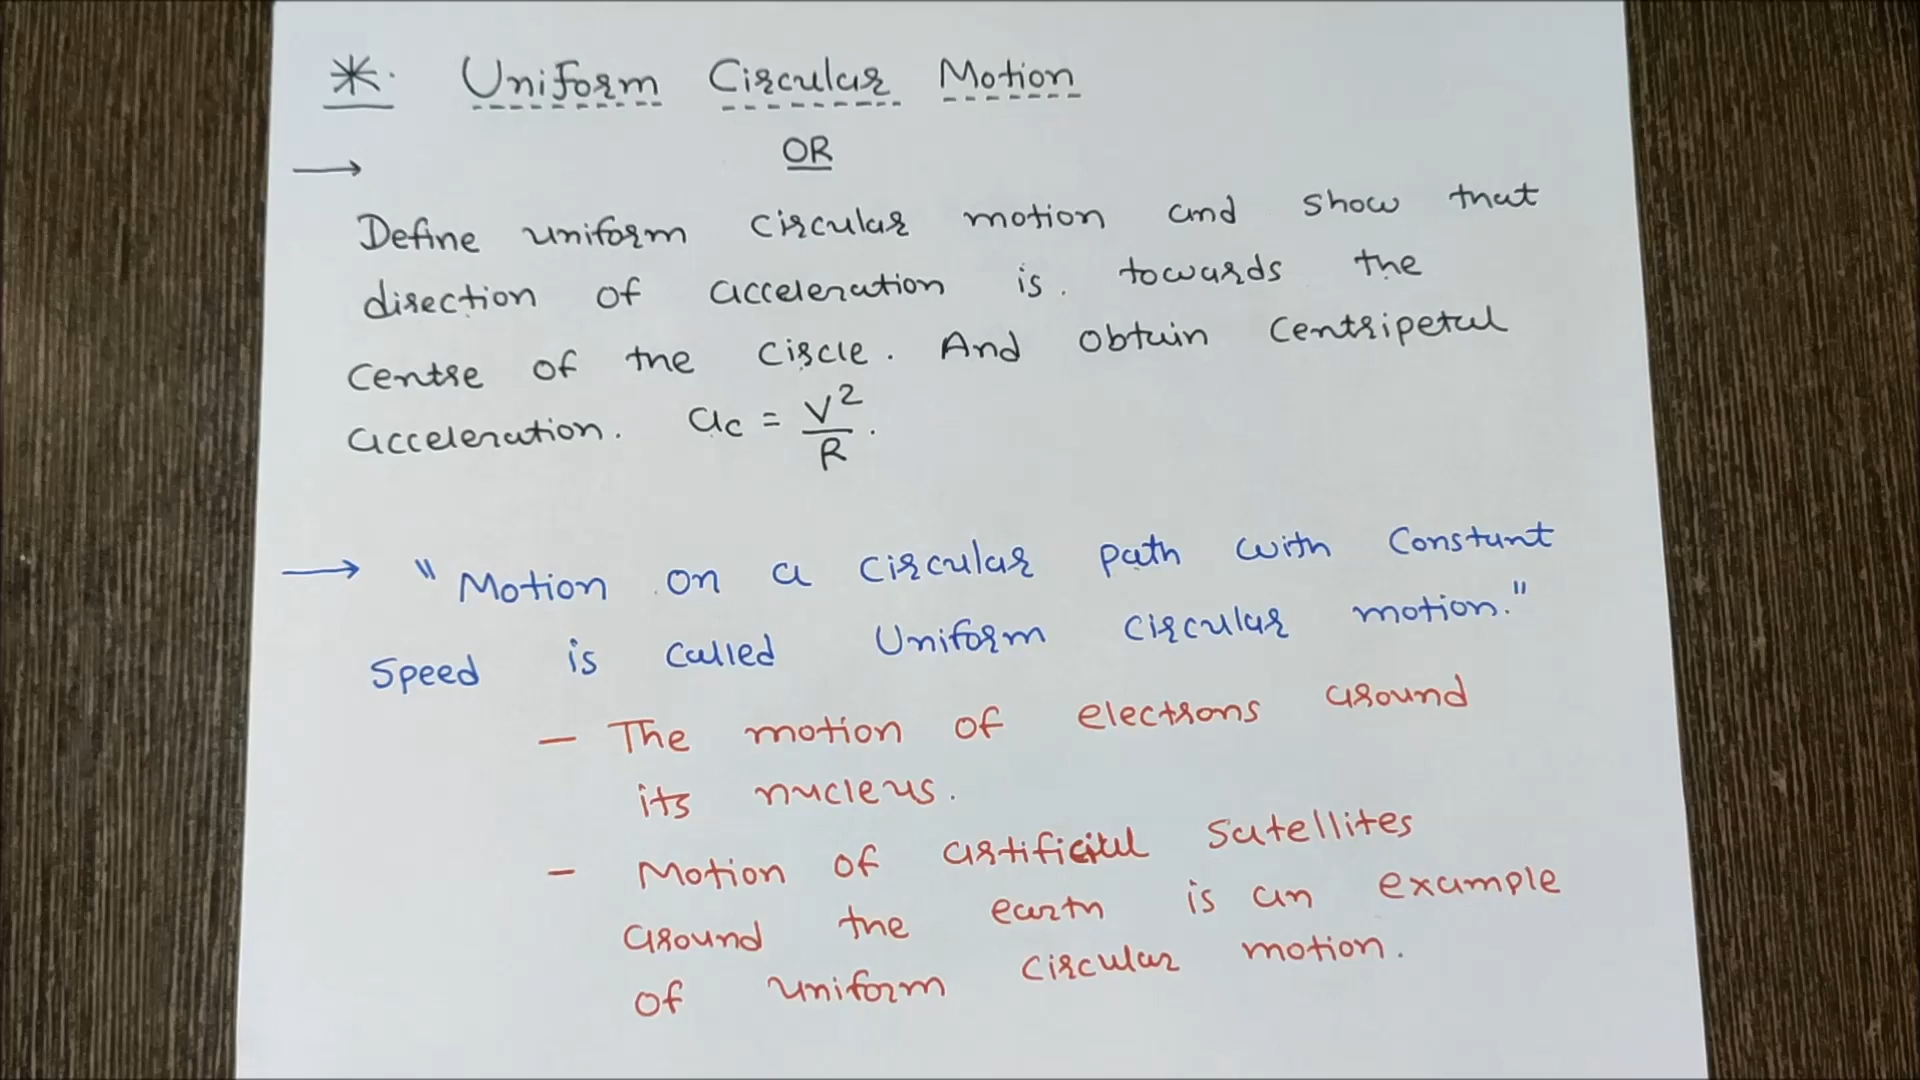 * Uniform Circular Motion
OR
→
Define uniform circular motion and show that
direction of acceleration is. towards the
centre of the circle. And obtain Centripetal
acceleration. ac = V²/R.
→ "Motion on a circular path with Constant
Speed is called Uniform circular motion."
- The motion of electrons around
its nucleus.
- Motion of artificial satellites
around the earth is an example
of uniform circular motion.